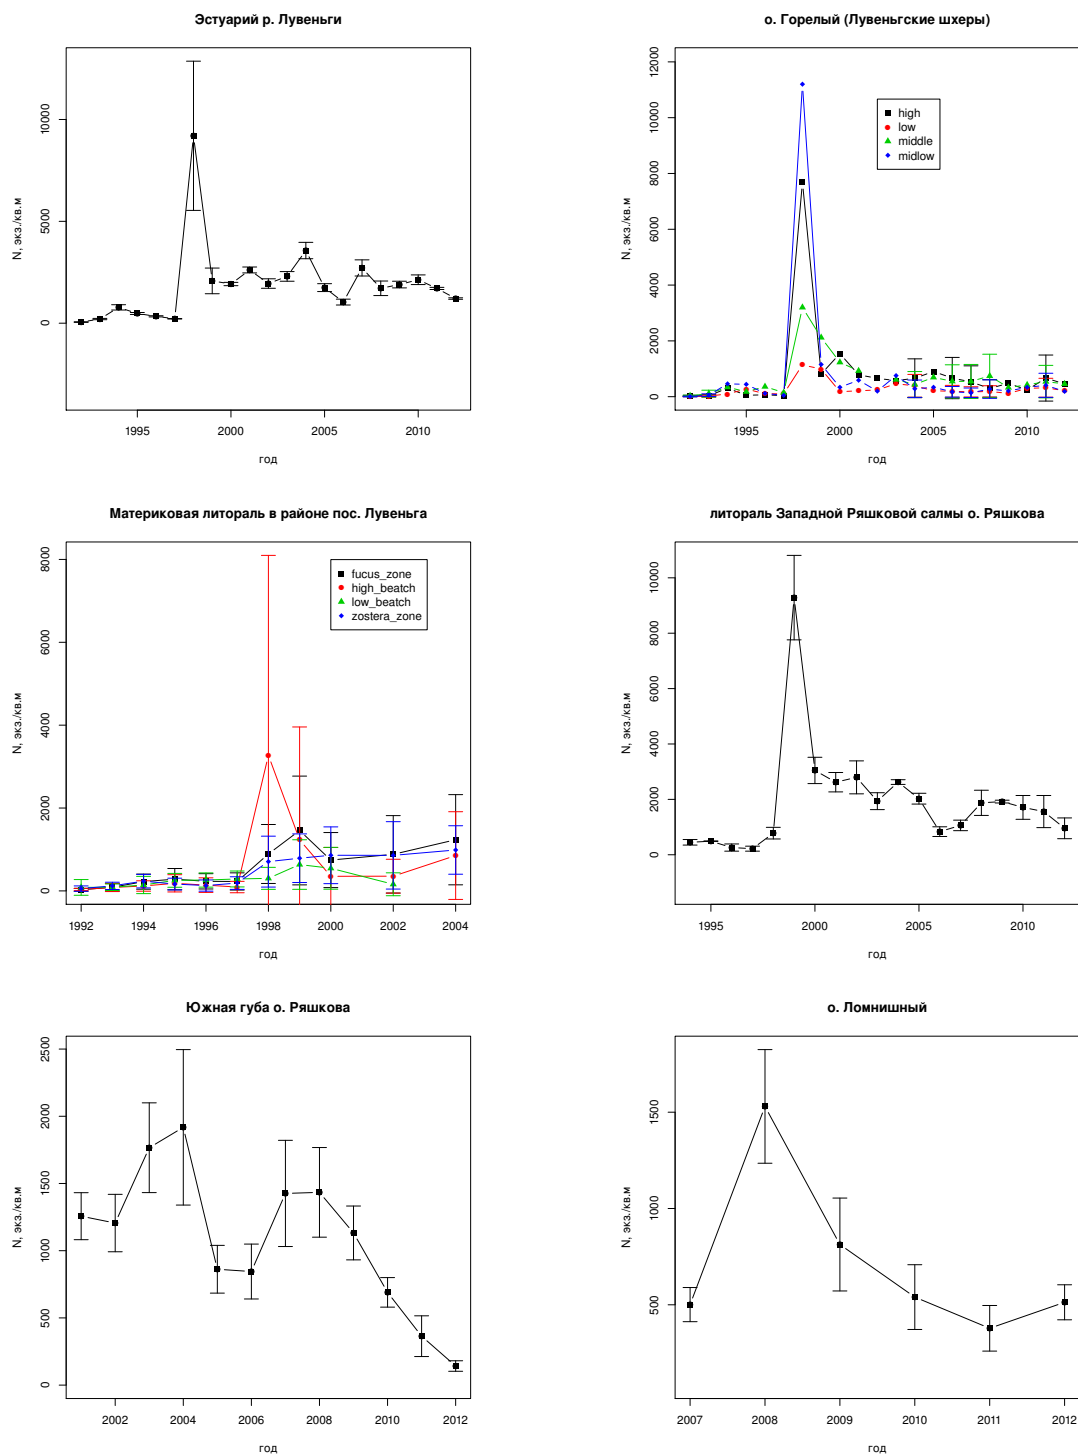 Эстуарий р. Лувеньги
N, экз./кв.м
0
5000
10000
1995
2000
2005
2010
год
о. Горелый (Лувеньгские шхеры)
N, экз./кв.м
0
2000
4000
6000
8000
10000
12000
high
low
middle
midlow
1995
2000
2005
2010
год
Материковая литораль в районе пос. Лувеньга
N, экз./кв.м
0
2000
4000
6000
8000
fucus_zone
high_beatch
low_beatch
zostera_zone
1992
1994
1996
1998
2000
2002
2004
год
литораль Западной Ряшковой салмы о. Ряшкова
N, экз./кв.м
0
2000
4000
6000
8000
10000
1995
2000
2005
2010
год
Южная губа о. Ряшкова
N, экз./кв.м
0
500
1000
1500
2000
2500
2002
2004
2006
2008
2010
2012
год
о. Ломнишный
N, экз./кв.м
500
1000
1500
2007
2008
2009
2010
2011
2012
год